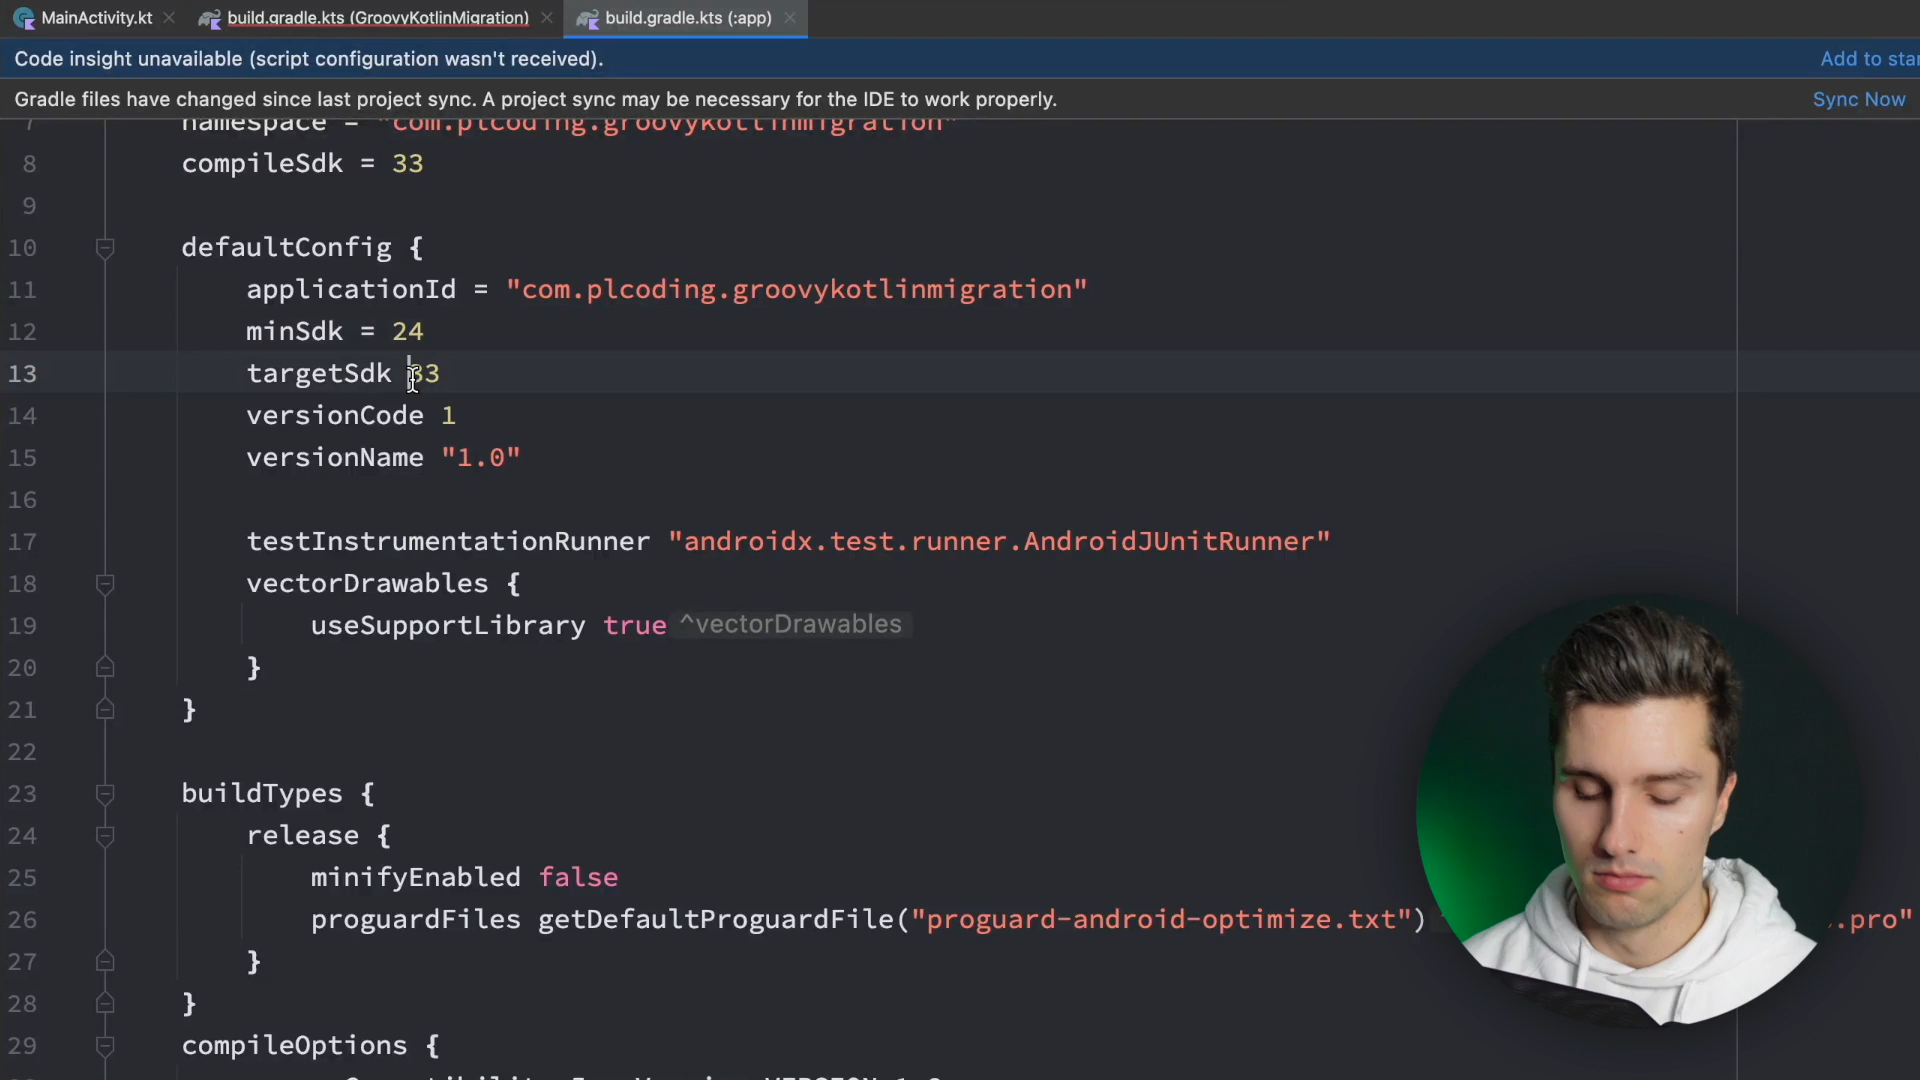 MainActivity.kt
build.gradle.kts (GroovyKotlinMigration)
build.gradle.kts (:app)
Code insight unavailable (script configuration wasn't received).
Add to
Gradle files have changed since last project sync. A project sync may be necessary for the IDE to work properly.
Sync Now
7 namespace = "com.plcoding.groovykotlinmigration"
8 compileSdk = 33
9
10 defaultConfig {
11 applicationId = "com.plcoding.groovykotlinmigration"
12 minSdk = 24
13 targetSdk 33
14 versionCode 1
15 versionName "1.0"
16
17 testInstrumentationRunner "androidx.test.runner.AndroidJUnitRunner"
18 vectorDrawables {
19 useSupportLibrary true ^vectorDrawables
20 }
21 }
22
23 buildTypes {
24 release {
25 minifyEnabled false
26 proguardFiles getDefaultProguardFile("proguard-android-optimize.txt") .pro"
27 }
28 }
29 compileOptions {